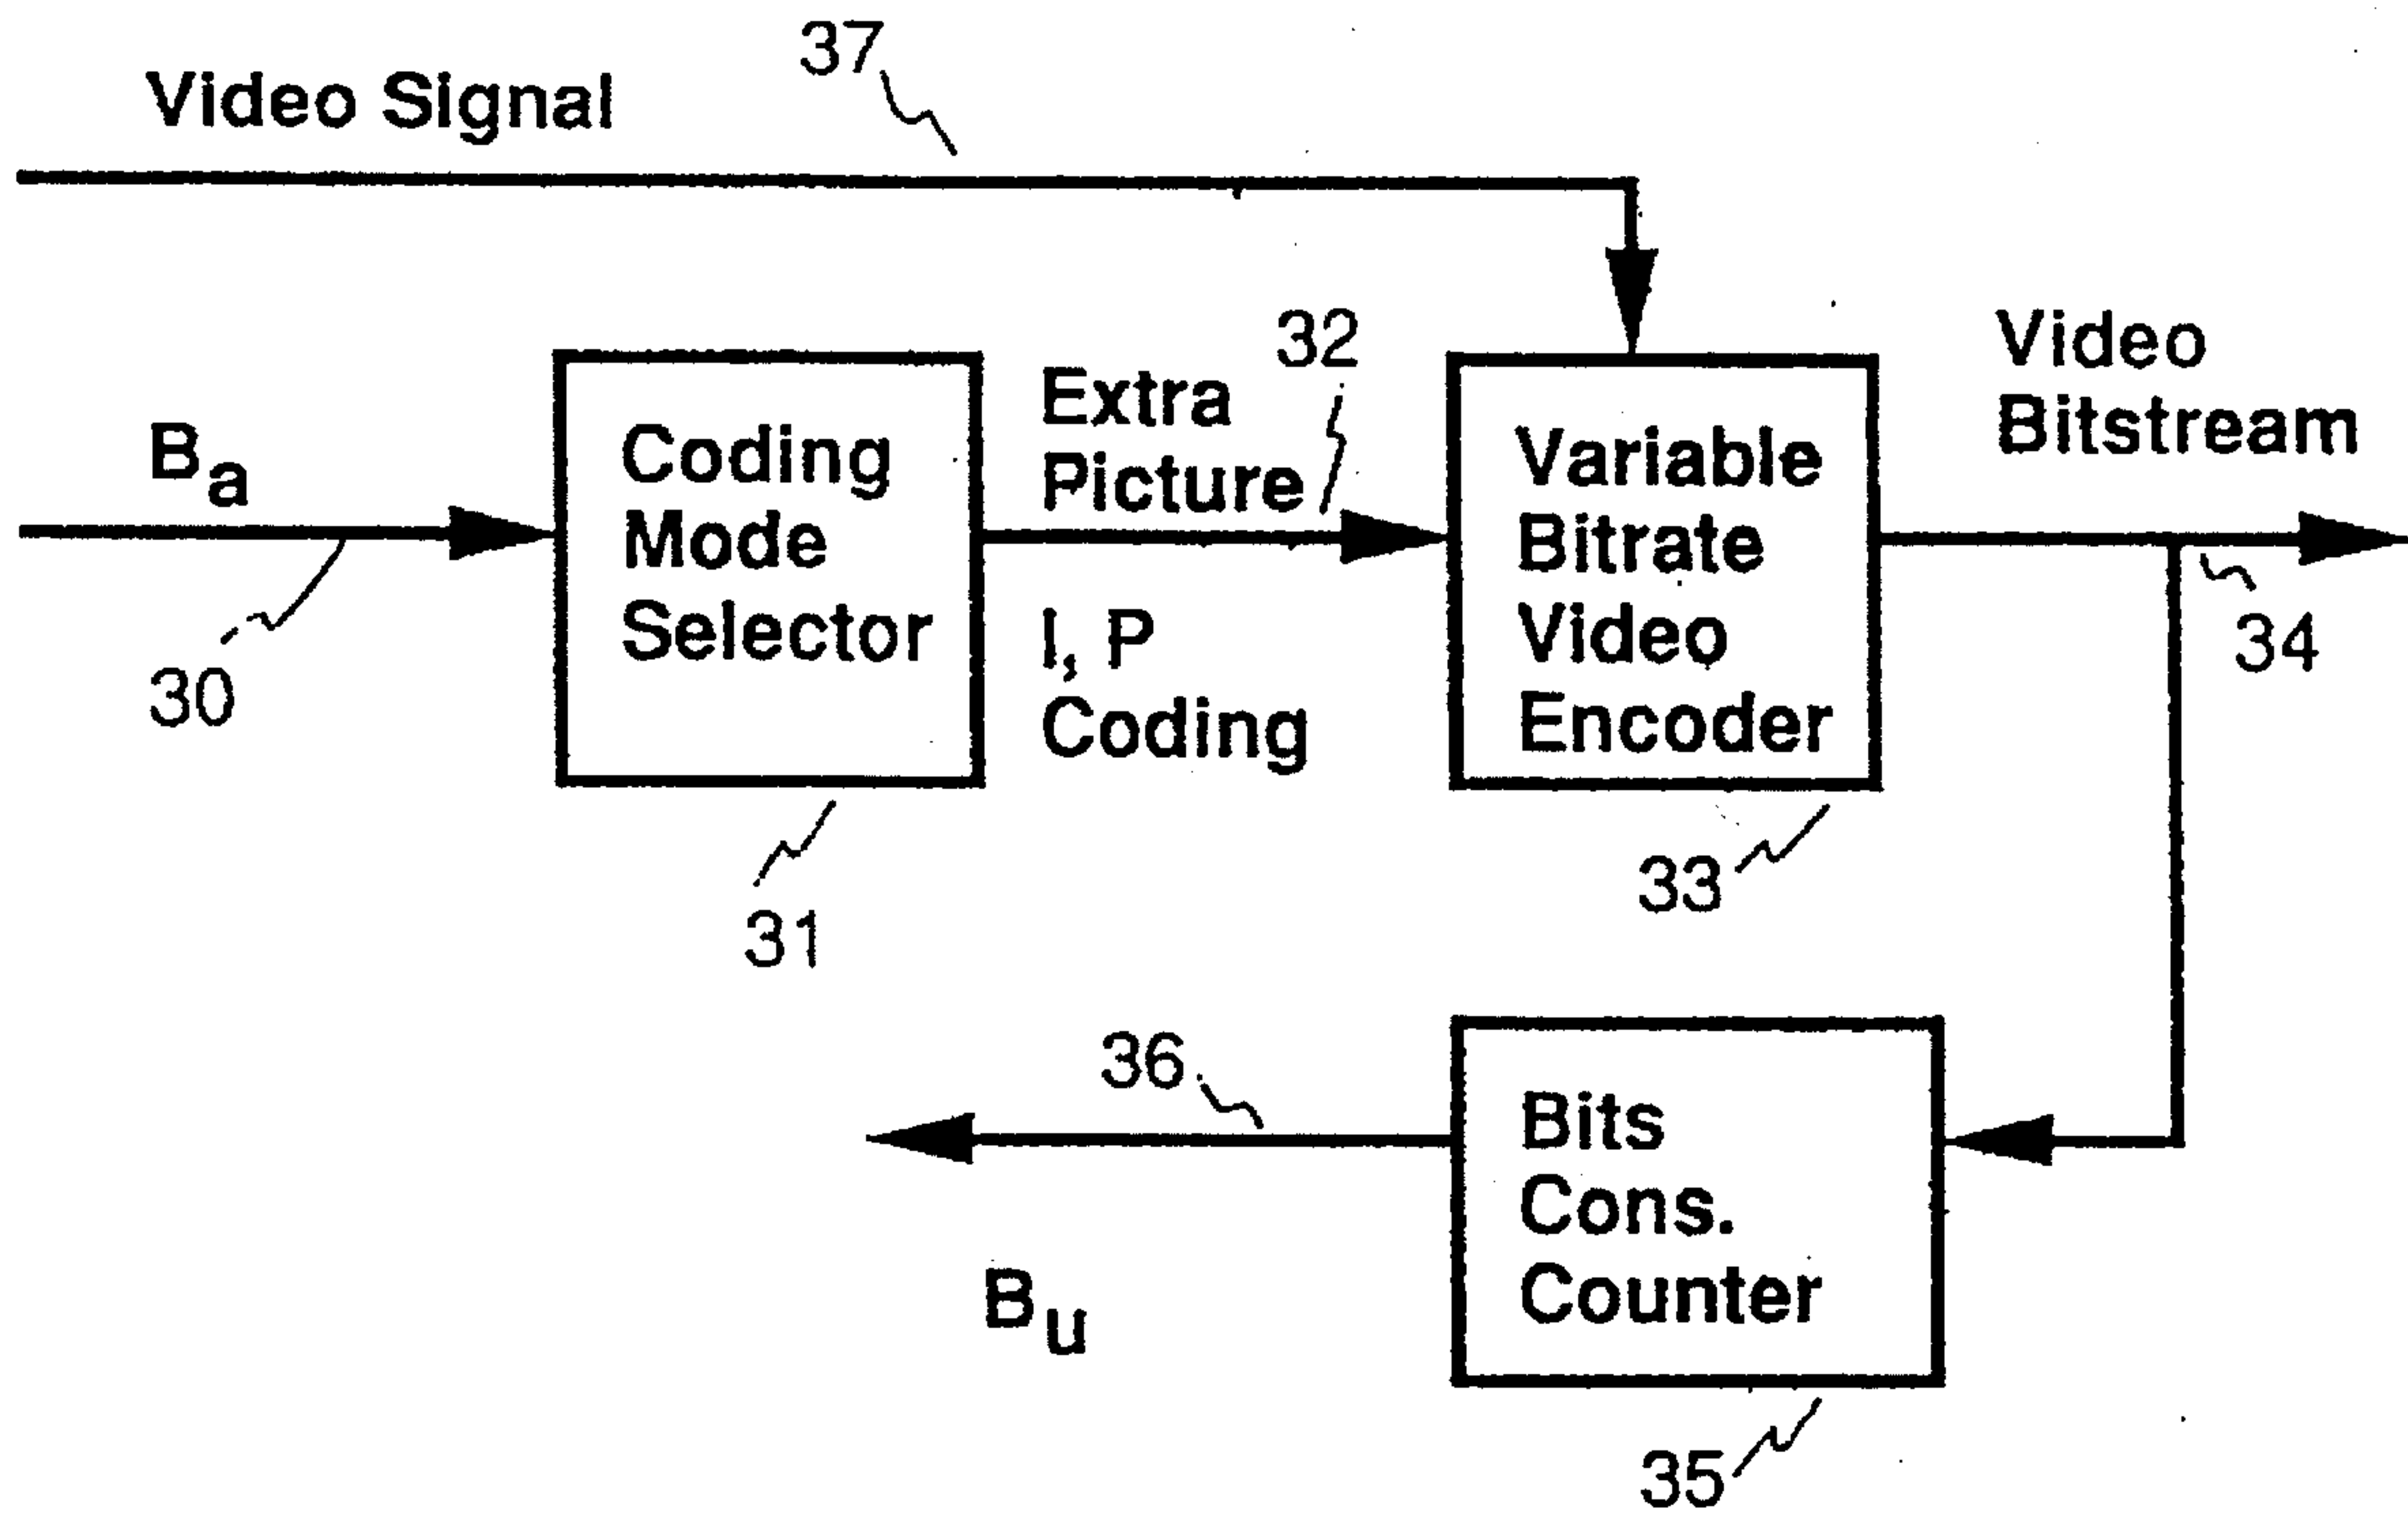 37
Video Signal
32
Video
Bitstream
Extra
Picture
Ba
Coding
Mode
Selector
Variable
Bitrate
Video
Encoder
I, P
Coding
30
34
31
33
36
Bits
Cons.
Counter
Bu
35